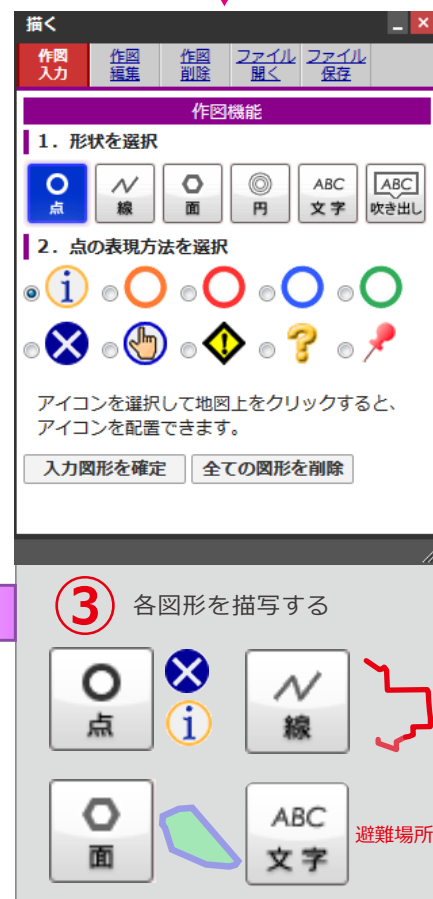 描く
作図入力
作図編集
作図削除
ファイル開く
ファイル保存
作図機能
1．形状を選択
点
線
面
円
ABC
文字
ABC
吹き出し
2．点の表現方法を選択
アイコンを選択して地図上をクリックすると、
アイコンを配置できます。
入力図形を確定
全ての図形を削除
③ 各図形を描写する
点
線
面
ABC
文字
避難場所